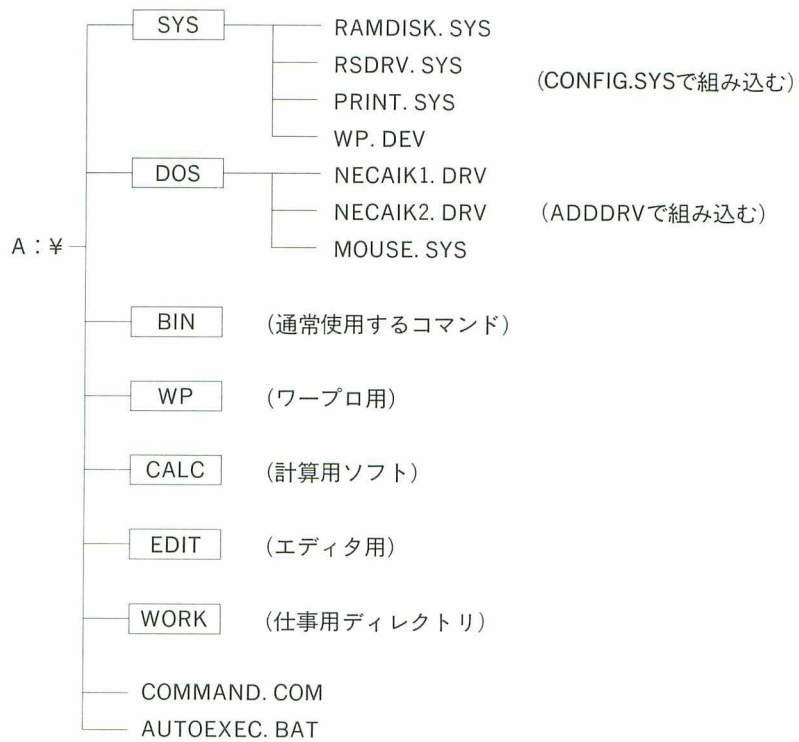 SYS
RAMDISK. SYS
RSDRV. SYS
(CONFIG.SYSで組み込む)
PRINT. SYS
WP. DEV
DOS
NECAIK1. DRV
NECAIK2. DRV (ADDDRVで組み込む)
MOUSE. SYS
A：¥
BIN (通常使用するコマンド)
WP (ワープロ用)
CALC (計算用ソフト)
EDIT (エディタ用)
WORK (仕事用ディレクトリ)
COMMAND. COM
AUTOEXEC. BAT